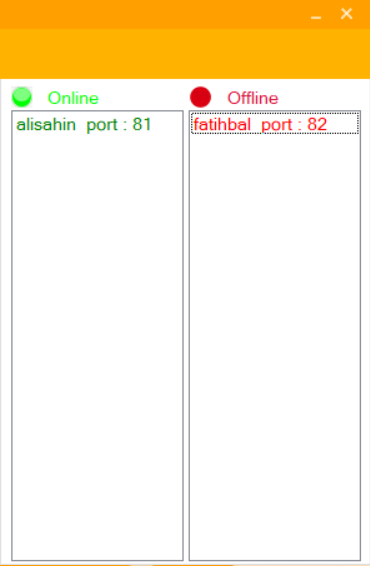 Online
Offline
alisahin  port : 81
fatihbal  port : 82